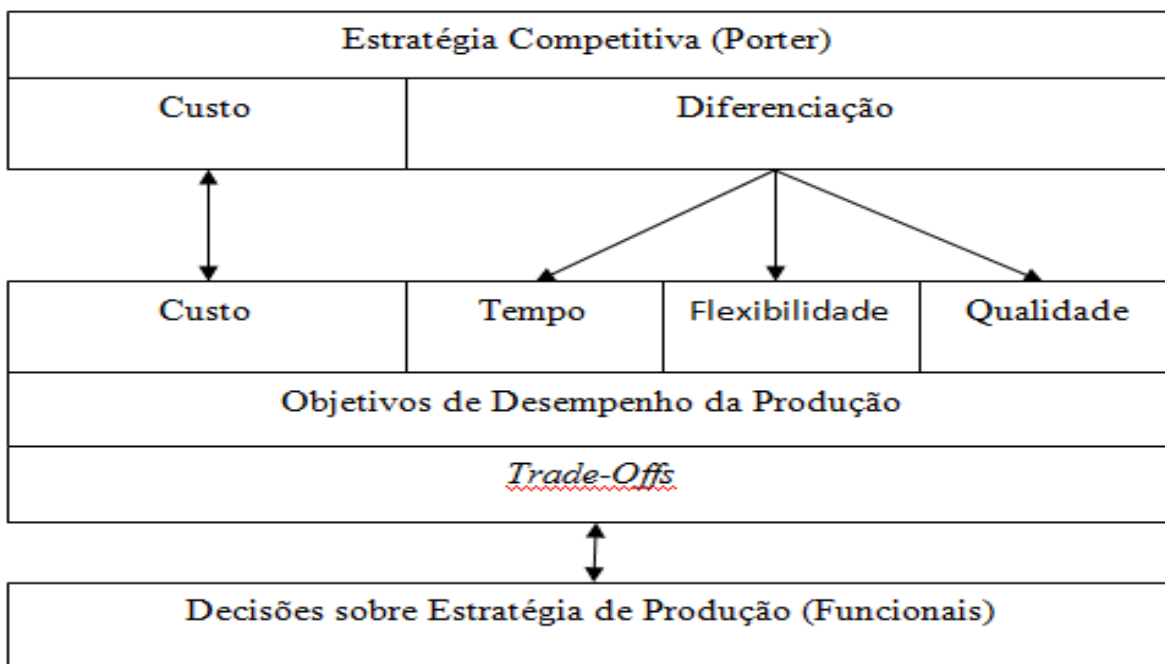 Estratégia Competitiva (Porter)
Custo Diferenciação
Custo Tempo Flexibilidade Qualidade
Objetivos de Desempenho da Produção
Trade-Offs
Decisões sobre Estratégia de Produção (Funcionais)